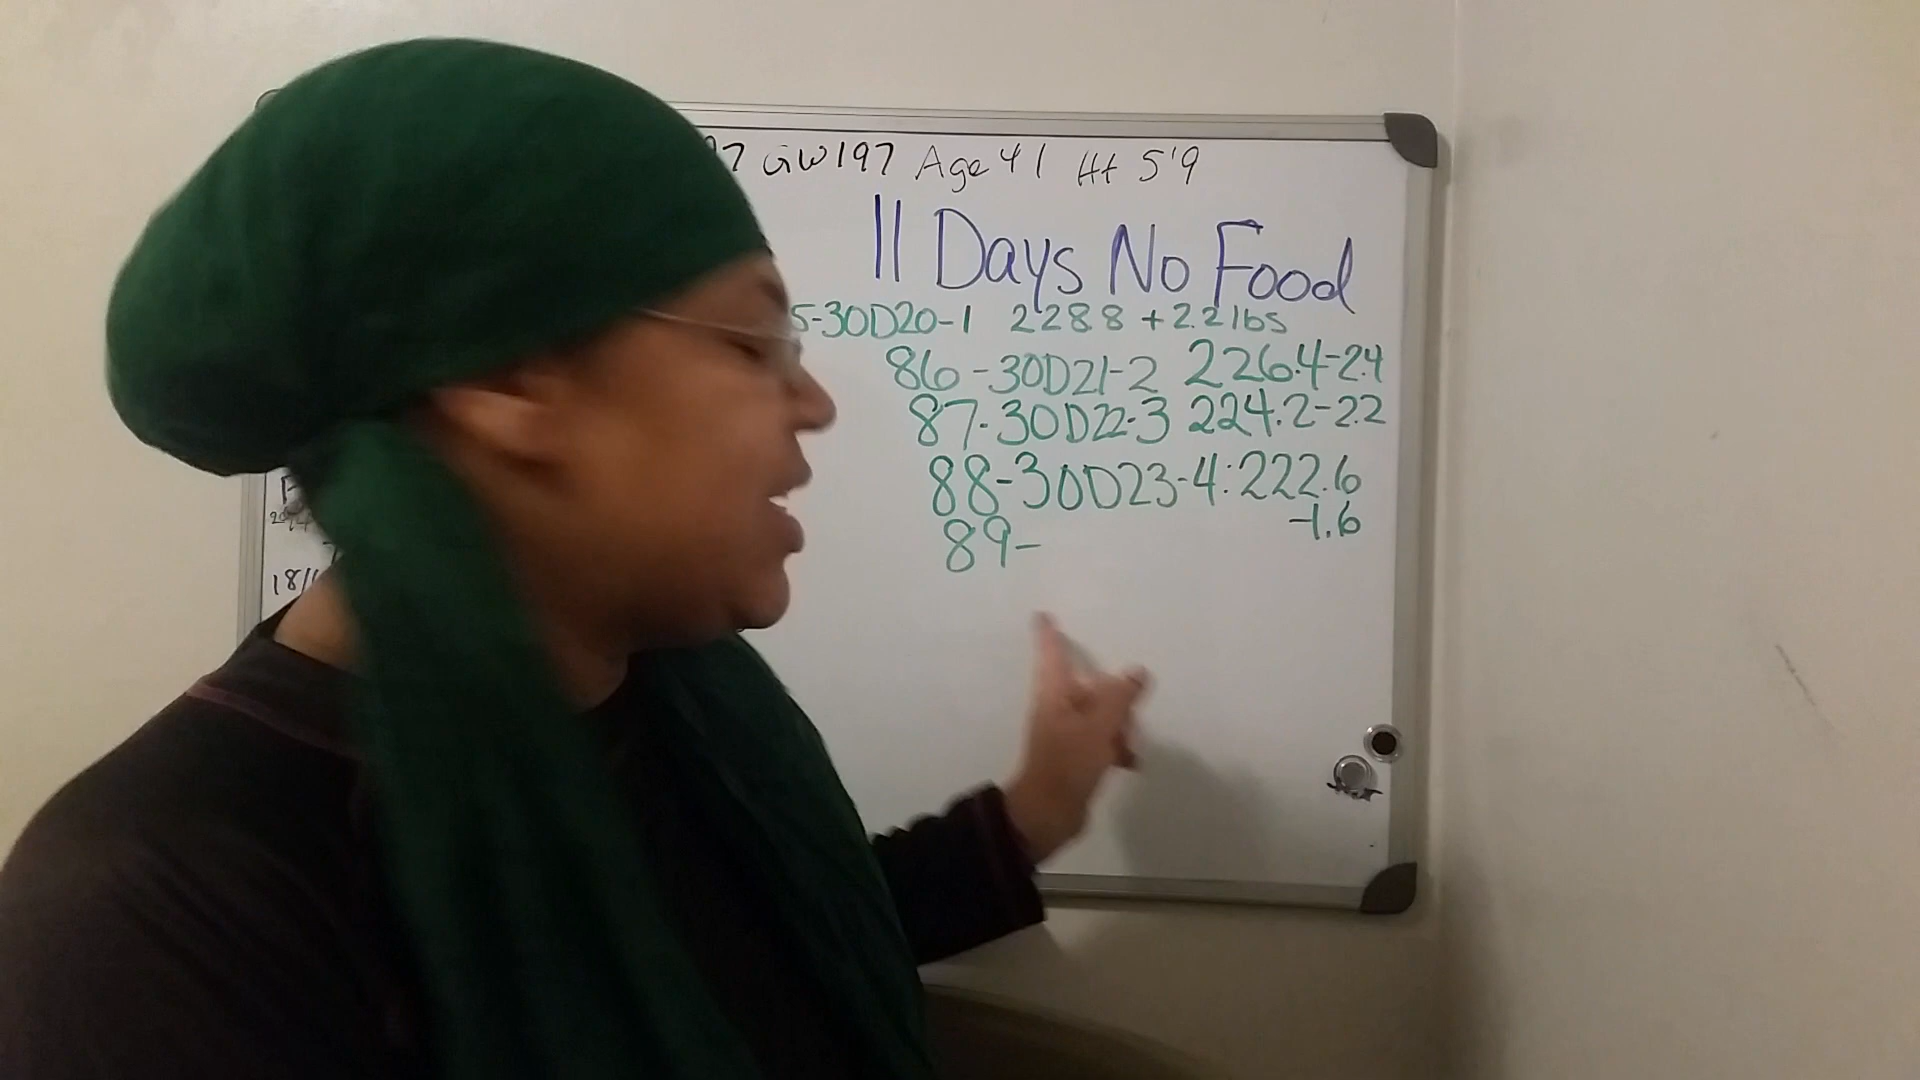 7 GW197 Age 41 Ht 5'9
11 Days No Food
5-30D20-1 228.8 +2.2lbs
86-30D21-2 226.4-2.4
87-30D22-3 224.2-2.2
88-30D23-4:222.6
-1.6
89-
18/